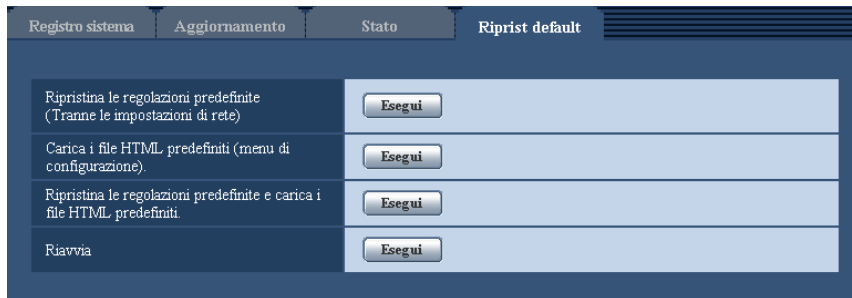 Registro sistema
Aggiornamento
Stato
Riprist default
Ripristina le regolazioni predefinite
(Tranne le impostazioni di rete)
Esegui
Carica i file HTML predefiniti (menu di
configurazione).
Esegui
Ripristina le regolazioni predefinite e carica i
file HTML predefiniti.
Esegui
Riavvia
Esegui